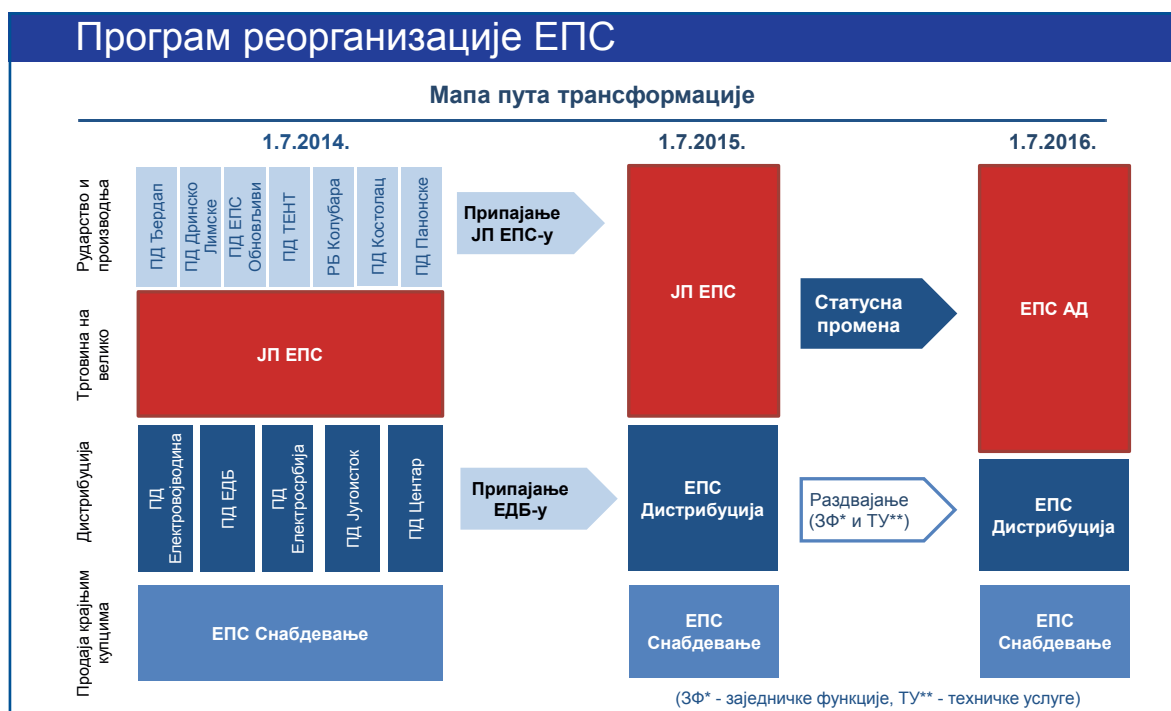 Програм реорганизације ЕПС
Мапа пута трансформације
1.7.2014.
1.7.2015.
1.7.2016.
Рударство и
производња
ПД Ђердап
ПД Дринско
Лимске
ПД ЕПС
Обновљиви
ПД ТЕНТ
РБ Колубара
ПД Костолац
ПД Панонске
Припајање
ЈП ЕПС-у
ЈП ЕПС
Статусна
промена
ЕПС АД
Трговина на
велико
ЈП ЕПС
Дистрибуција
ПД
Електровојводина
ПД ЕДБ
ПД
Електросрбија
ПД Југоисток
ПД Центар
Припајање
ЕДБ-у
ЕПС
Дистрибуција
Раздвајање
(ЗФ* и ТУ**)
ЕПС
Дистрибуција
Продаја крајњим
купцима
ЕПС Снабдевање
ЕПС
Снабдевање
ЕПС
Снабдевање
(ЗФ* - заједничке функције, ТУ** - техничке услуге)